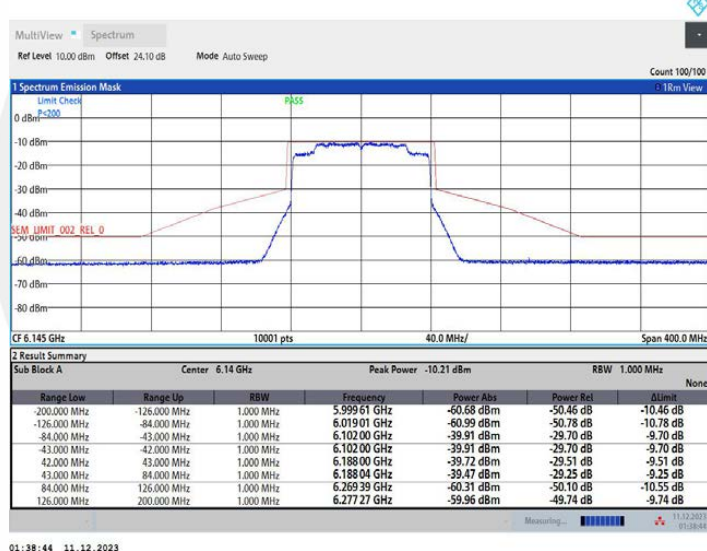 MultiView Spectrum
Ref Level 10.00 dBm Offset 24.10 dB Mode Auto Sweep
Count 100/100
1 Spectrum Emission Mask 1Rm View
Limit Check PASS
P<200
0 dBm
-10 dBm
-20 dBm
-30 dBm
-40 dBm
SEM_LIMIT_002_REL_0
-50 dBm
-60 dBm
-70 dBm
-80 dBm
CF 6.145 GHz 10001 pts 40.0 MHz/ Span 400.0 MHz
2 Result Summary
Sub Block A Center 6.14 GHz Peak Power -10.21 dBm RBW 1.000 MHz
None
Range Low Range Up RBW Frequency Power Abs Power Rel ΔLimit
-200.000 MHz -126.000 MHz 1.000 MHz 5.99961 GHz -60.68 dBm -50.46 dB -10.46 dB
-126.000 MHz -84.000 MHz 1.000 MHz 6.01901 GHz -60.99 dBm -50.78 dB -10.78 dB
-84.000 MHz -43.000 MHz 1.000 MHz 6.10200 GHz -39.91 dBm -29.70 dB -9.70 dB
-43.000 MHz -42.000 MHz 1.000 MHz 6.10200 GHz -39.91 dBm -29.70 dB -9.70 dB
42.000 MHz 43.000 MHz 1.000 MHz 6.18800 GHz -39.72 dBm -29.51 dB -9.51 dB
43.000 MHz 84.000 MHz 1.000 MHz 6.18804 GHz -39.47 dBm -29.25 dB -9.25 dB
84.000 MHz 126.000 MHz 1.000 MHz 6.26939 GHz -60.31 dBm -50.10 dB -10.55 dB
126.000 MHz 200.000 MHz 1.000 MHz 6.27727 GHz -59.96 dBm -49.74 dB -9.74 dB
Measuring... 11.12.2023
01:38:44
01:38:44 11.12.2023